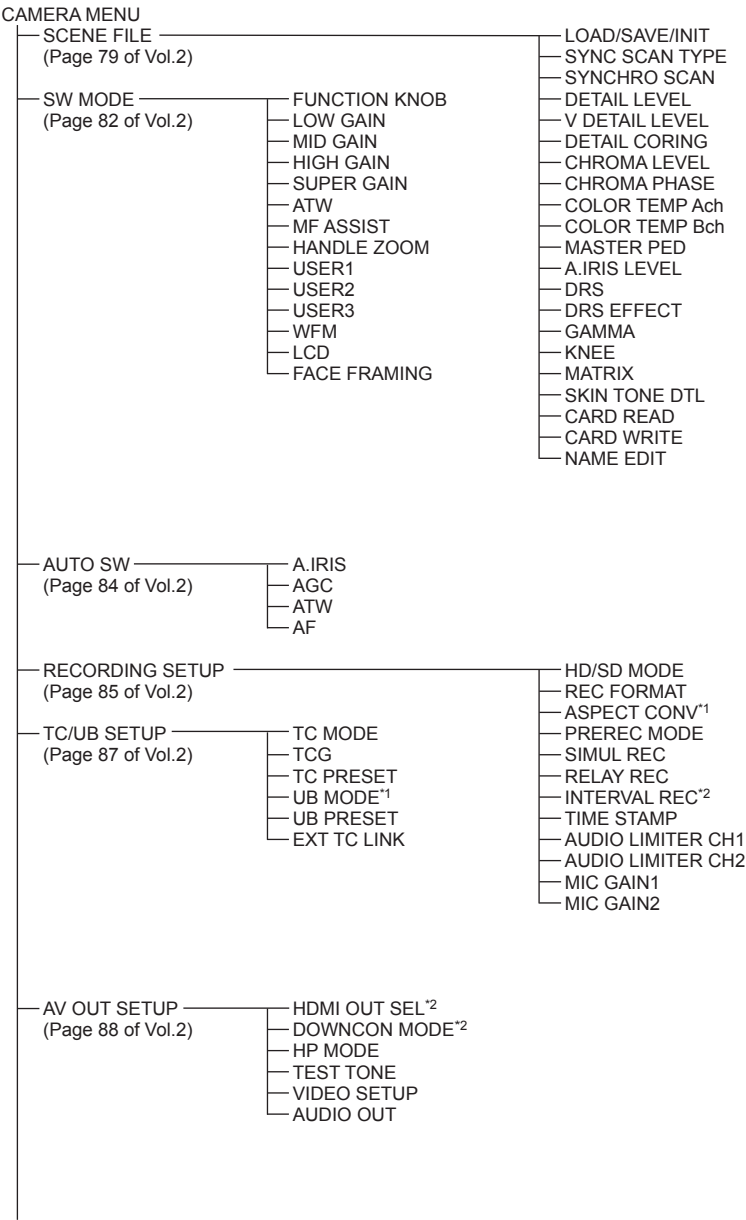 CAMERA MENU
SCENE FILE
(Page 79 of Vol.2)
LOAD/SAVE/INIT
SYNC SCAN TYPE
SYNCHRO SCAN
DETAIL LEVEL
V DETAIL LEVEL
DETAIL CORING
CHROMA LEVEL
CHROMA PHASE
COLOR TEMP Ach
COLOR TEMP Bch
MASTER PED
A.IRIS LEVEL
DRS
DRS EFFECT
GAMMA
KNEE
MATRIX
SKIN TONE DTL
CARD READ
CARD WRITE
NAME EDIT
SW MODE
(Page 82 of Vol.2)
FUNCTION KNOB
LOW GAIN
MID GAIN
HIGH GAIN
SUPER GAIN
ATW
MF ASSIST
HANDLE ZOOM
USER1
USER2
USER3
WFM
LCD
FACE FRAMING
AUTO SW
(Page 84 of Vol.2)
A.IRIS
AGC
ATW
AF
RECORDING SETUP
(Page 85 of Vol.2)
HD/SD MODE
REC FORMAT
ASPECT CONV*1
PREREC MODE
SIMUL REC
RELAY REC
INTERVAL REC*2
TIME STAMP
AUDIO LIMITER CH1
AUDIO LIMITER CH2
MIC GAIN1
MIC GAIN2
TC/UB SETUP
(Page 87 of Vol.2)
TC MODE
TCG
TC PRESET
UB MODE*1
UB PRESET
EXT TC LINK
AV OUT SETUP
(Page 88 of Vol.2)
HDMI OUT SEL*2
DOWNCON MODE*2
HP MODE
TEST TONE
VIDEO SETUP
AUDIO OUT